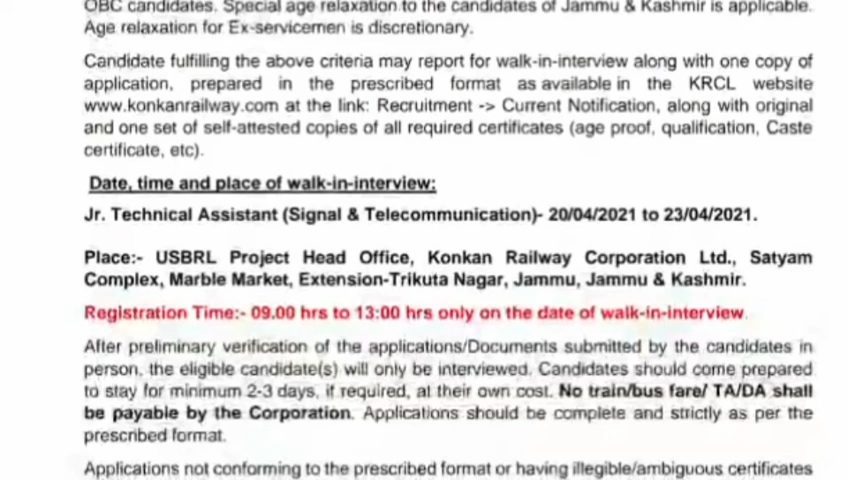 OBC candidates. Special age relaxation to the candidates of Jammu & Kashmir is applicable.
Age relaxation for Ex-servicemen is discretionary.
Candidate fulfilling the above criteria may report for walk-in-interview along with one copy of
application, prepared in the prescribed format as available in the KRCL website
www.konkanrailway.com at the link: Recruitment -> Current Notification, along with original
and one set of self-attested copies of all required certificates (age proof, qualification, Caste
certificate, etc).
Date, time and place of walk-in-interview:
Jr. Technical Assistant (Signal & Telecommunication)- 20/04/2021 to 23/04/2021.
Place:- USBRL Project Head Office, Konkan Railway Corporation Ltd., Satyam
Complex, Marble Market, Extension-Trikuta Nagar, Jammu, Jammu & Kashmir.
Registration Time:- 09.00 hrs to 13:00 hrs only on the date of walk-in-interview.
After preliminary verification of the applications/Documents submitted by the candidates in
person, the eligible candidate(s) will only be interviewed. Candidates should come prepared
to stay for minimum 2-3 days, if required, at their own cost. No train/bus fare/ TA/DA shall
be payable by the Corporation. Applications should be complete and strictly as per the
prescribed format.
Applications not conforming to the prescribed format or having illegible/ambiguous certificates